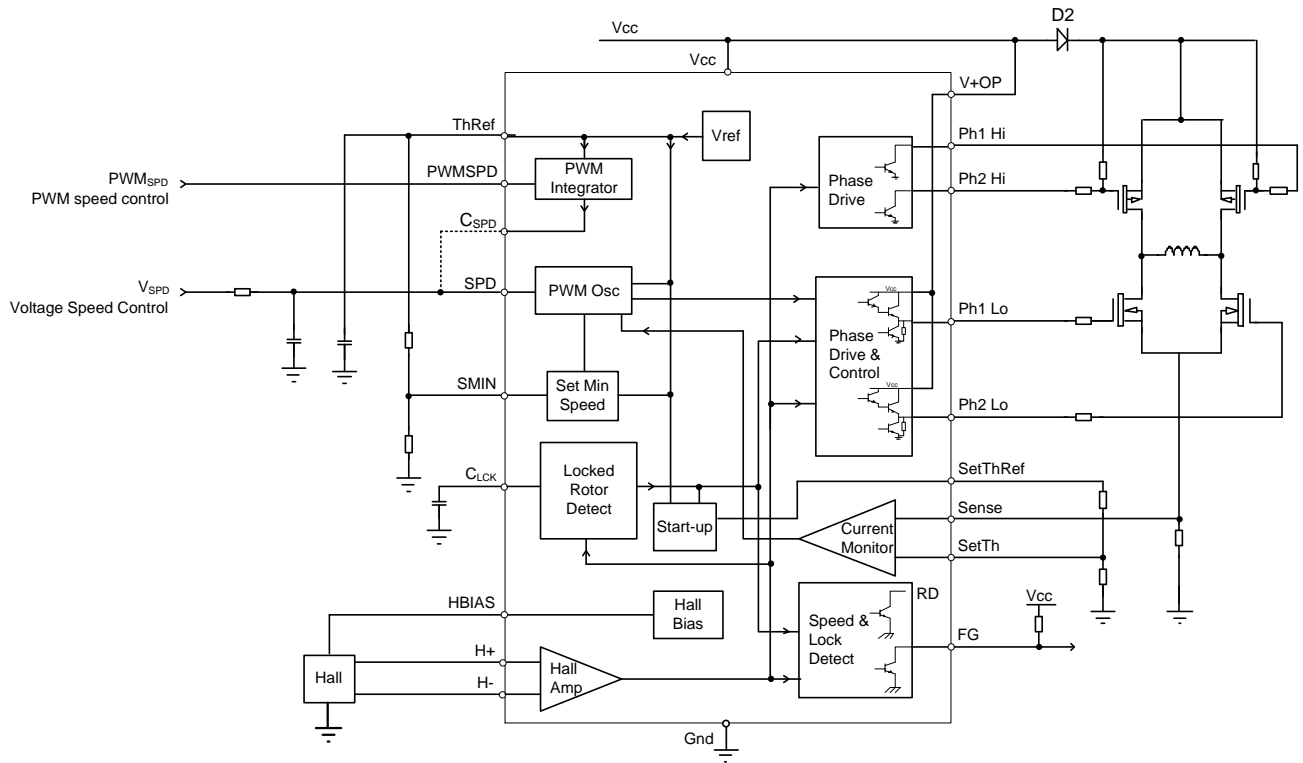 D2
Vcc
Vcc
V+OP
ThRef
Vref
Ph1 Hi
PWMSPD
PWM
Integrator
PWMSPD
PWM speed control
Phase
Drive
Ph2 Hi
CSPD
VSPD
Voltage Speed Control
SPD
PWM Osc
Vcc
Ph1 Lo
Phase
Drive &
Control
SMIN
Set Min
Speed
Vcc
Ph2 Lo
CLCK
Locked
Rotor
Detect
SetThRef
Start-up
Current
Monitor
Sense
SetTh
HBIAS
Hall
Bias
RD
Vcc
Speed &
Lock
Detect
FG
H+
Hall
H-
Hall
Amp
Gnd